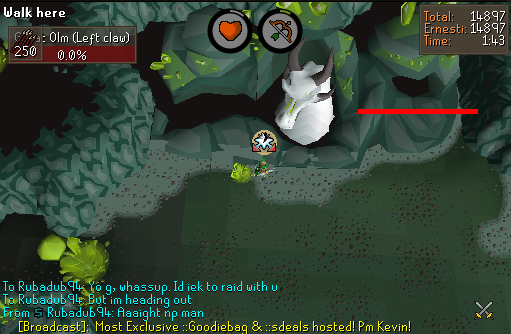 Walk here
: Olm (Left claw)
250
0.0%
Total: 14897
Ernesti: 14897
Time: 1:43
To Rubadub94: Yo g, whassup. Id iek to raid with u
To Rubadub94: But im heading out
From Rubadub94: Aaaight np man
[Broadcast]: Most Exclusive ::Goodiebag & ::sdeals hosted! Pm Kevin!